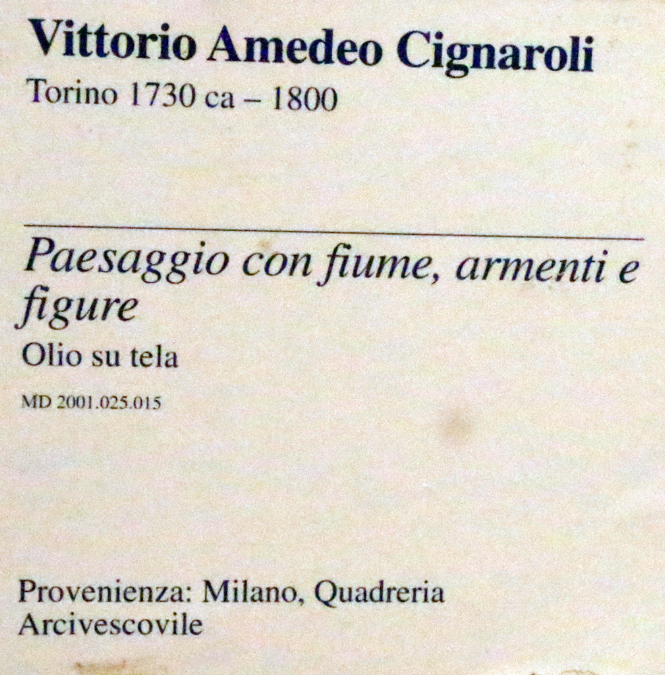 Vittorio Amedeo Cignaroli
Torino 1730 ca – 1800
Paesaggio con fiume, armenti e
figure
Olio su tela
MD 2001.025.015
Provenienza: Milano, Quadreria
Arcivescovile